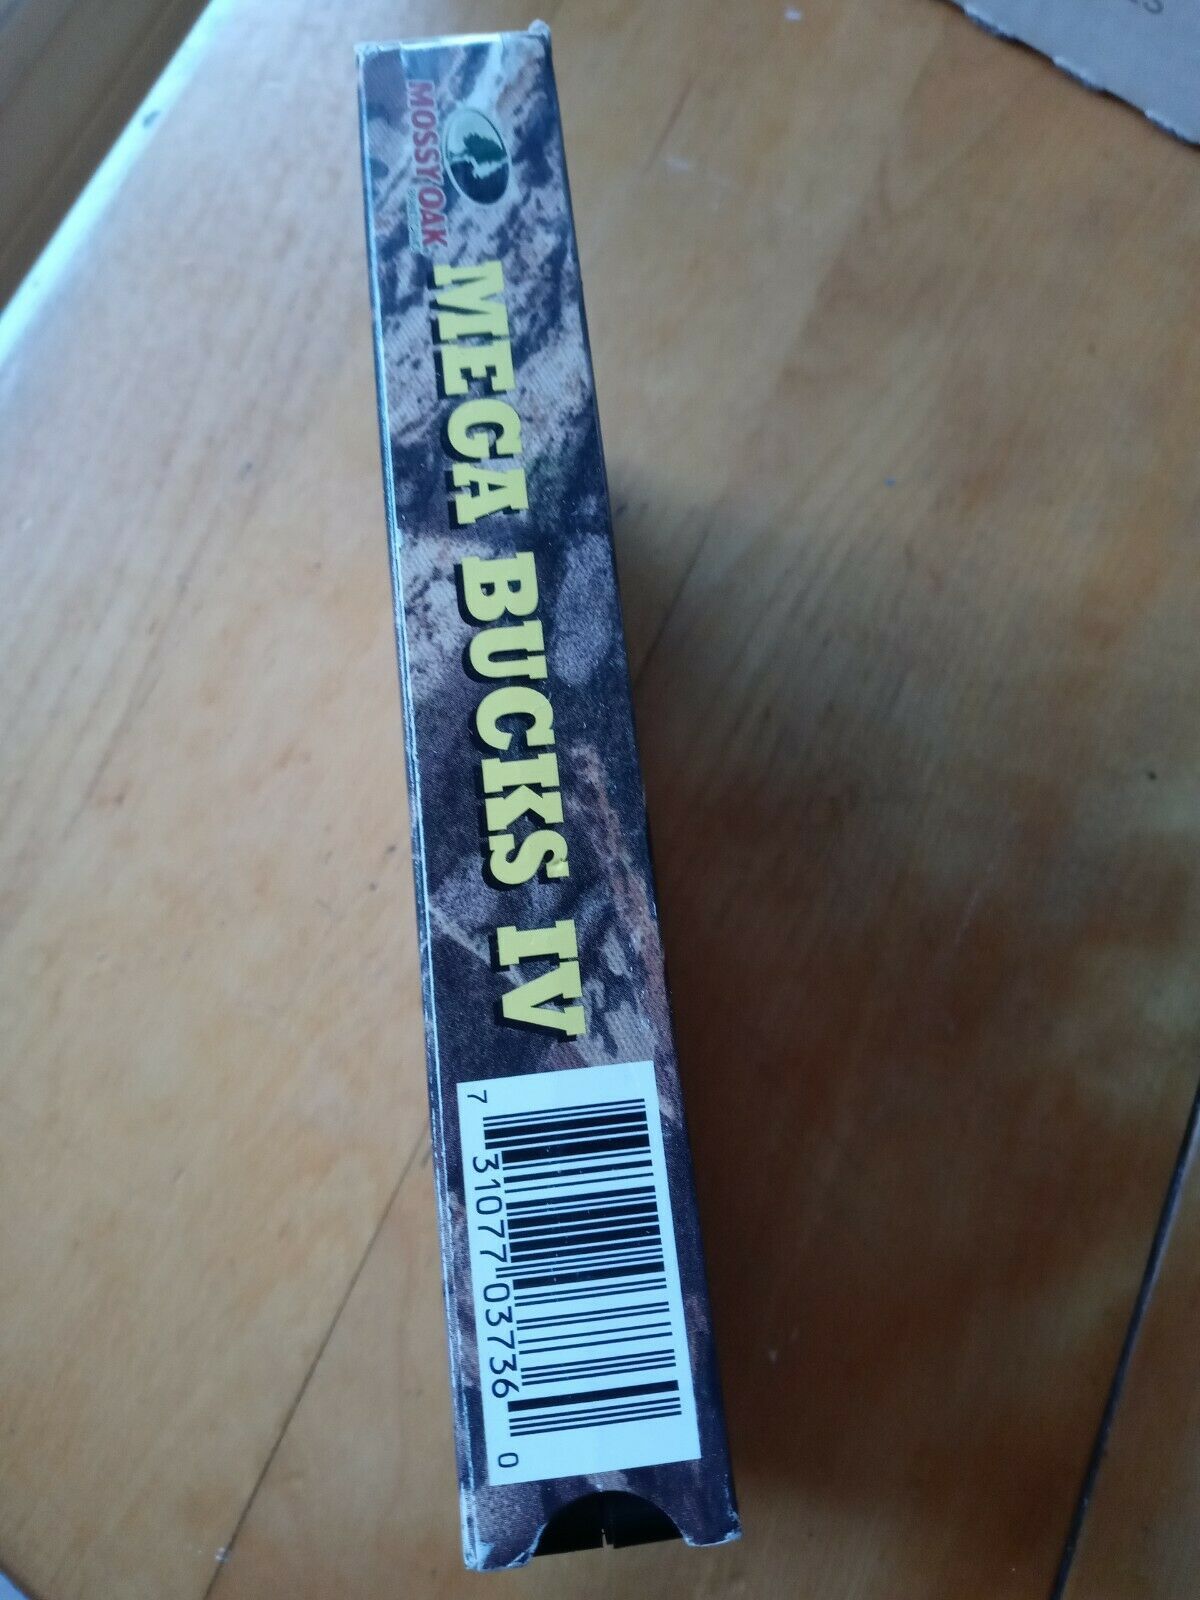 MOSSY OAK
MEGA BUCKS IV
7 31077 03736 0